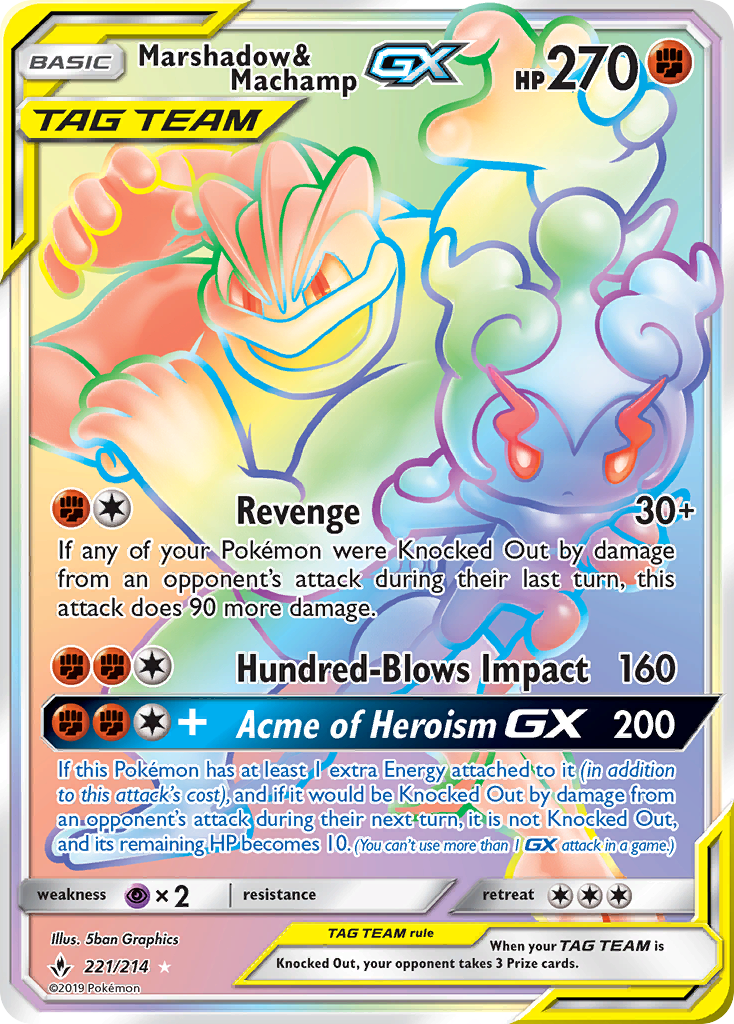 BASIC
Marshadow&
Machamp GX
HP270
TAG TEAM
Revenge 30+
If any of your Pokémon were Knocked Out by damage
from an opponent's attack during their last turn, this
attack does 90 more damage.
Hundred-Blows Impact 160
+ Acme of Heroism GX 200
If this Pokémon has at least 1 extra Energy attached to it (in addition
to this attack's cost), and if it would be Knocked Out by damage from
an opponent's attack during their next turn, it is not Knocked Out,
and its remaining HP becomes 10. (You can't use more than 1 GX attack in a game.)
weakness ×2 resistance retreat
Illus. 5ban Graphics
221/214
©2019 Pokémon
TAG TEAM rule
When your TAG TEAM is
Knocked Out, your opponent takes 3 Prize cards.